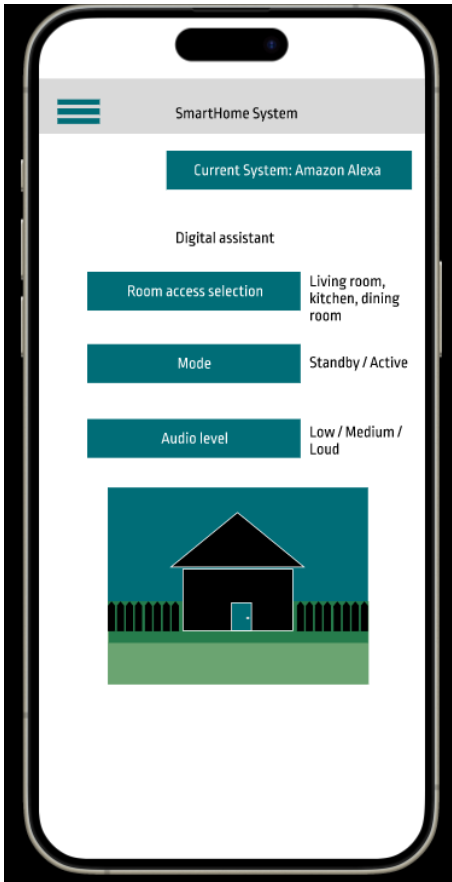 SmartHome System
Current System: Amazon Alexa
Digital assistant
Room access selection
Living room,
kitchen, dining
room
Mode
Standby / Active
Audio level
Low / Medium /
Loud